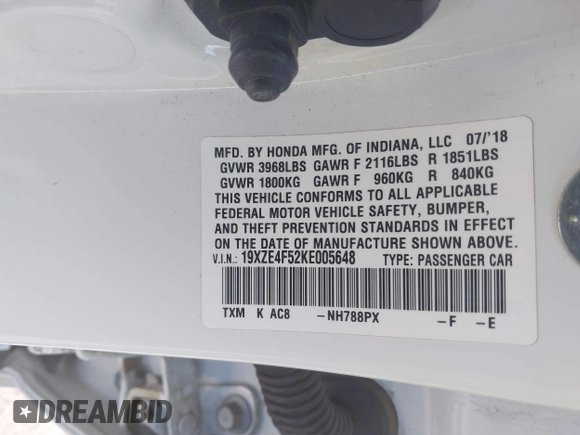 MFD. BY HONDA MFG. OF INDIANA, LLC 07/'18
GVWR 3968LBS GAWR F 2116LBS R 1851LBS
GVWR 1800KG GAWR F 960KG R 840KG
THIS VEHICLE CONFORMS TO ALL APPLICABLE
FEDERAL MOTOR VEHICLE SAFETY, BUMPER,
AND THEFT PREVENTION STANDARDS IN EFFECT
ON THE DATE OF MANUFACTURE SHOWN ABOVE.
V.I.N.: 19XZE4F52KE005648 TYPE: PASSENGER CAR
TXM K AC8 -NH788PX -F -E
DREAMBID